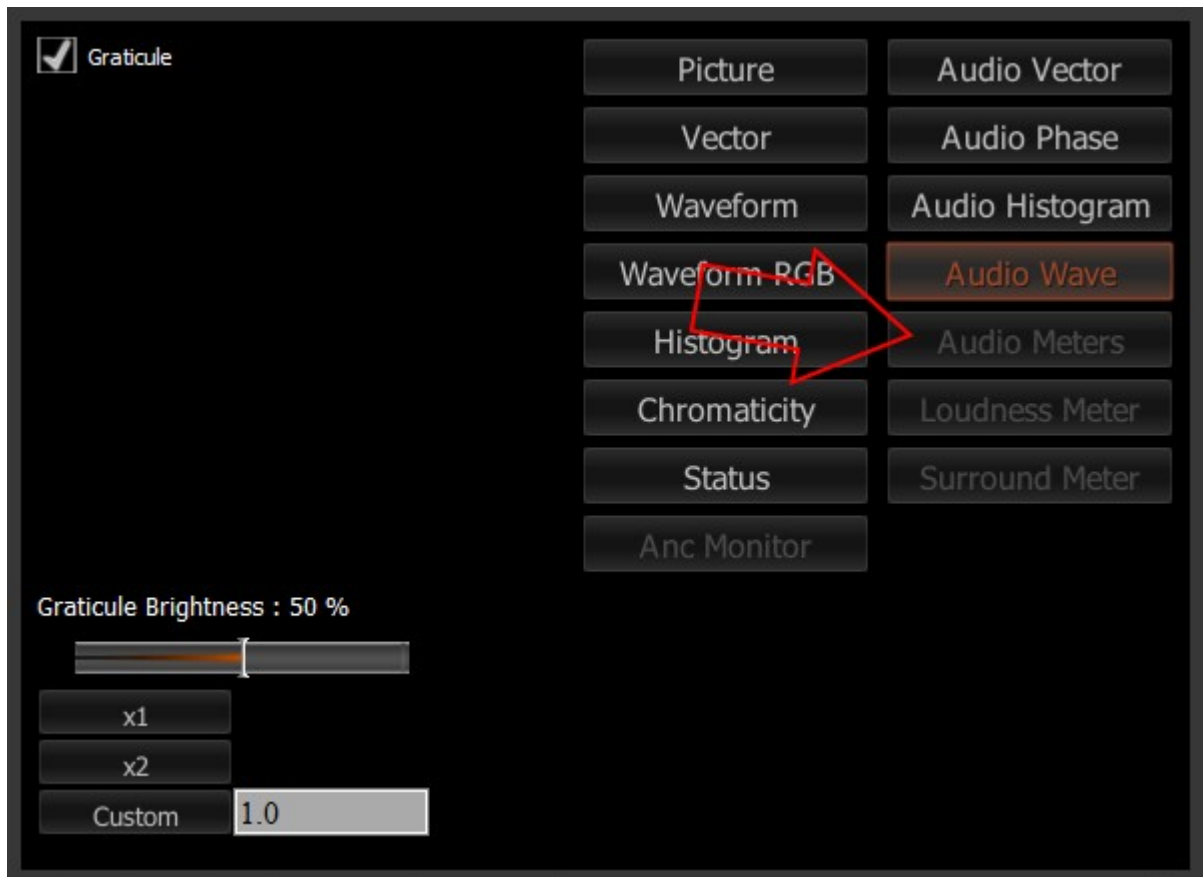 Graticule
Picture
Audio Vector
Vector
Audio Phase
Waveform
Audio Histogram
Waveform RGB
Audio Wave
Histogram
Audio Meters
Chromaticity
Loudness Meter
Status
Surround Meter
Anc Monitor
Graticule Brightness : 50 %
x1
x2
Custom
1.0